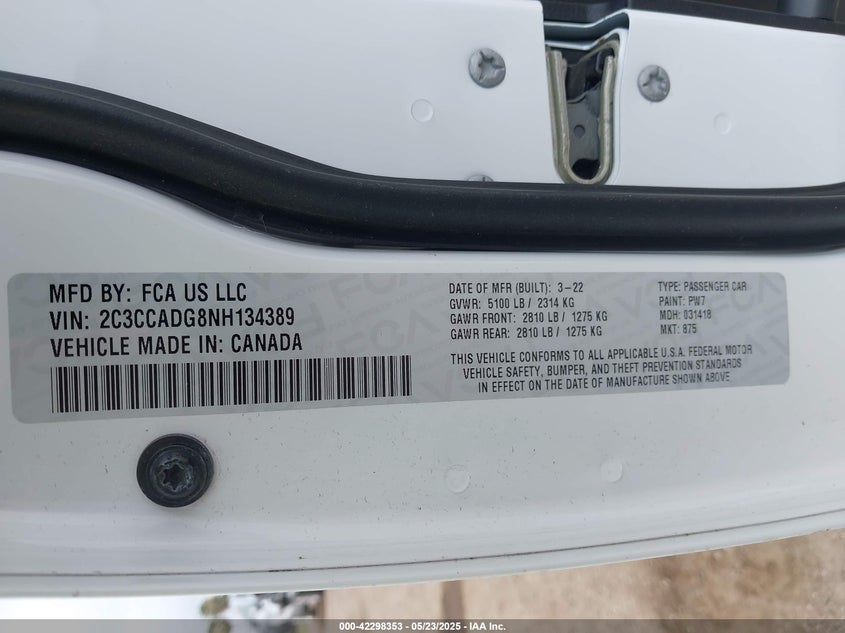 MFD BY: FCA US LLC
VIN: 2C3CCADG8NH134389
VEHICLE MADE IN: CANADA
DATE OF MFR (BUILT): 3-22
GVWR: 5100 LB / 2314 KG
GAWR FRONT: 2810 LB / 1275 KG
GAWR REAR: 2810 LB / 1275 KG
TYPE: PASSENGER CAR
PAINT: PW7
MDH: 031418
MKT: 875
THIS VEHICLE CONFORMS TO ALL APPLICABLE U.S.A. FEDERAL MOTOR
VEHICLE SAFETY, BUMPER, AND THEFT PREVENTION STANDARDS
IN EFFECT ON THE DATE OF MANUFACTURE SHOWN ABOVE
000-42298353 - 05/23/2025 - IAA Inc.